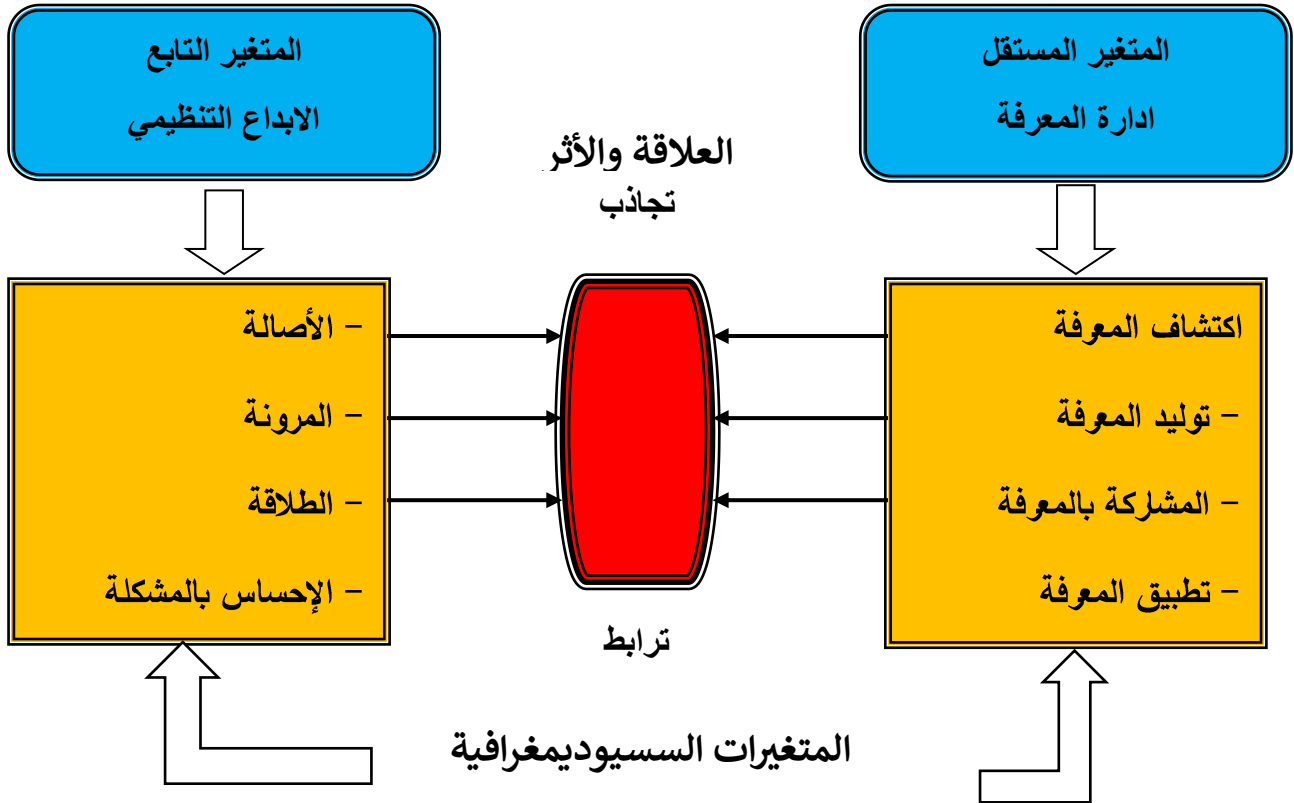 المتغير المستقل
ادارة المعرفة
المتغير التابع
الابداع التنظيمي
العلاقة والأثر
تجاذب
اكتشاف المعرفة
- توليد المعرفة
- المشاركة بالمعرفة
- تطبيق المعرفة
- الأصالة
- المرونة
- الطلاقة
- الإحساس بالمشكلة
ترابط
المتغيرات السسيوديمغرافية